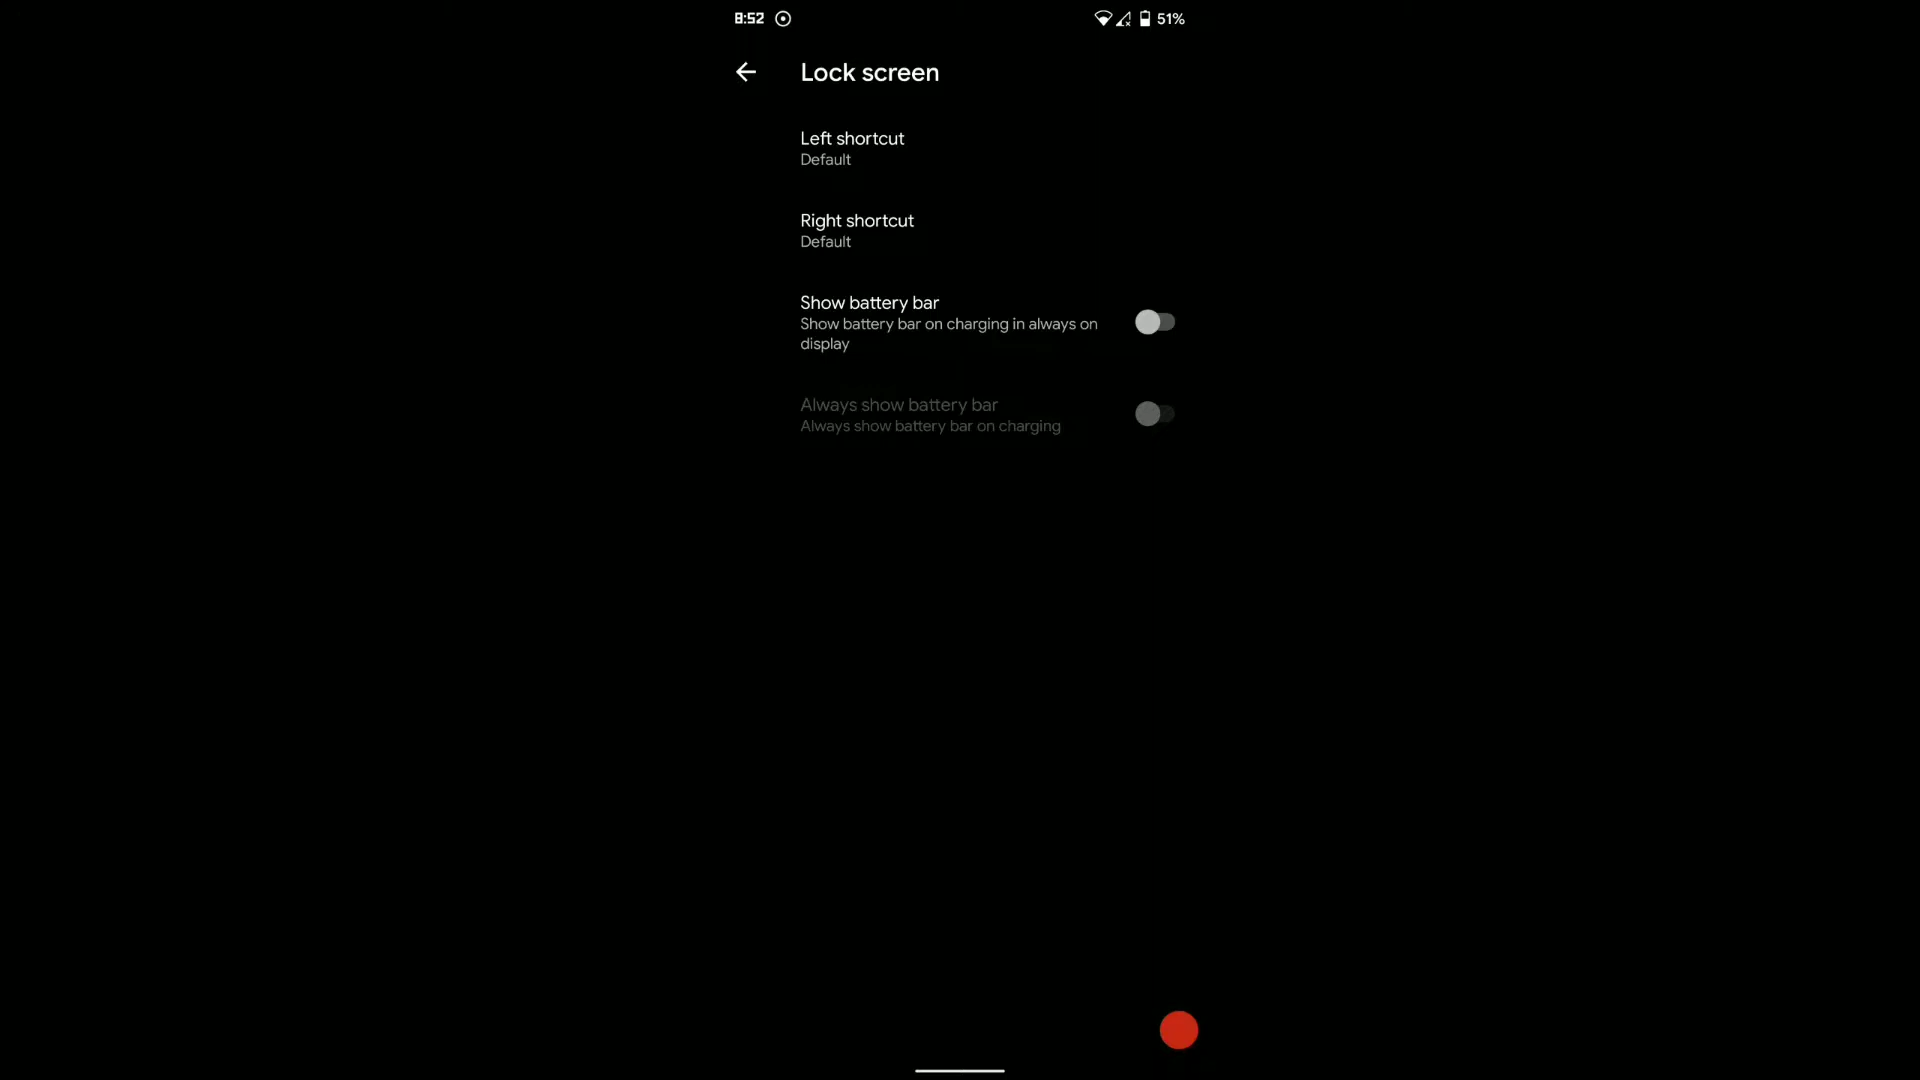 8:52
51%
Lock screen
Left shortcut
Default
Right shortcut
Default
Show battery bar
Show battery bar on charging in always on
display
Always show battery bar
Always show battery bar on charging